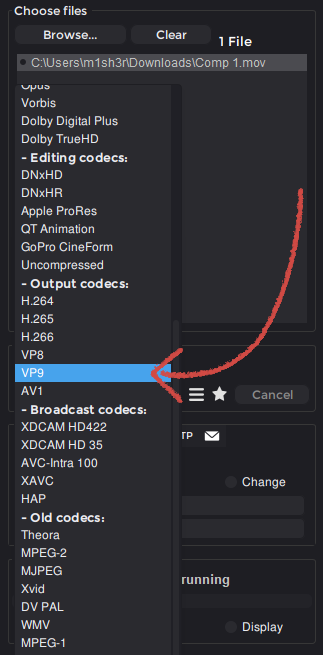 Choose files
Browse...
Clear
1 File
C:\Users\m1sh3r\Downloads\Comp 1.mov
Opus
Vorbis
Dolby Digital Plus
Dolby TrueHD
- Editing codecs:
DNxHD
DNxHR
Apple ProRes
QT Animation
GoPro CineForm
Uncompressed
- Output codecs:
H.264
H.265
H.266
VP8
VP9
AV1
Cancel
- Broadcast codecs:
XDCAM HD422
TP
XDCAM HD 35
AVC-Intra 100
XAVC
Change
HAP
- Old codecs:
Theora
MPEG-2
MJPEG
running
Xvid
DV PAL
WMV
Display
MPEG-1